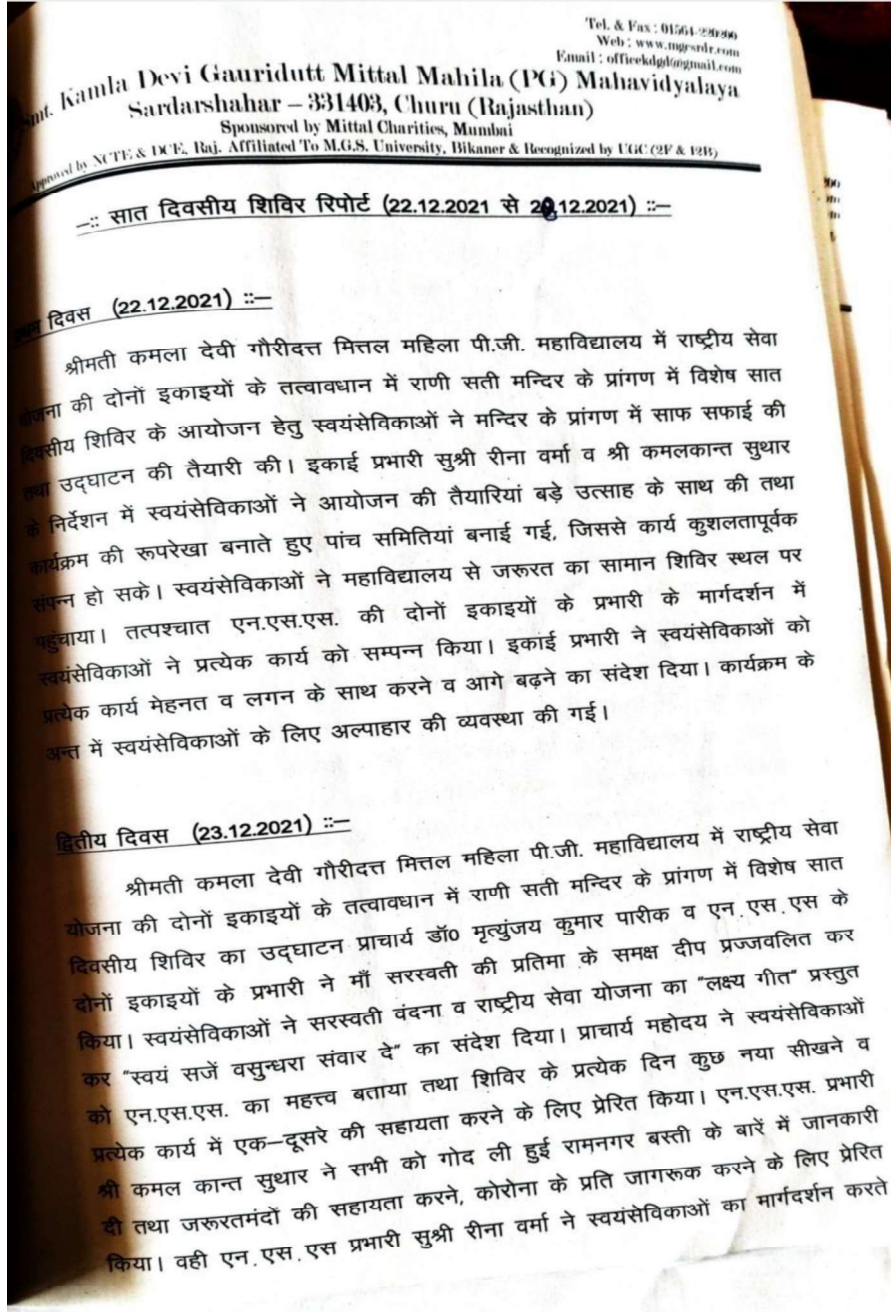 Tel. & Fax : 01564-220300
Web : www.mgsrdr.com
Email : officekdgd@gmail.com
Smt. Kamla Devi Gauridutt Mittal Mahila (PG) Mahavidyalaya
Sardarshahar – 331403, Churu (Rajasthan)
Sponsored by Mittal Charities, Mumbai
Approved by NCTE & DCE, Raj. Affiliated To M.G.S. University, Bikaner & Recognized by UGC (2F & 12B)
–:: सात दिवसीय शिविर रिपोर्ट (22.12.2021 से 28.12.2021) ::–
दिवस (22.12.2021) ::–
श्रीमती कमला देवी गौरीदत्त मित्तल महिला पी.जी. महाविद्यालय में राष्ट्रीय सेवा
योजना की दोनों इकाइयों के तत्वावधान में राणी सती मन्दिर के प्रांगण में विशेष सात
दिवसीय शिविर के आयोजन हेतु स्वयंसेविकाओं ने मन्दिर के प्रांगण में साफ सफाई की
तथा उद्घाटन की तैयारी की। इकाई प्रभारी सुश्री रीना वर्मा व श्री कमलकान्त सुथार
के निर्देशन में स्वयंसेविकाओं ने आयोजन की तैयारियां बड़े उत्साह के साथ की तथा
कार्यक्रम की रूपरेखा बनाते हुए पांच समितियां बनाई गई, जिससे कार्य कुशलतापूर्वक
संपन्न हो सके। स्वयंसेविकाओं ने महाविद्यालय से जरूरत का सामान शिविर स्थल पर
पहुंचाया। तत्पश्चात एन.एस.एस. की दोनों इकाइयों के प्रभारी के मार्गदर्शन में
स्वयंसेविकाओं ने प्रत्येक कार्य को सम्पन्न किया। इकाई प्रभारी ने स्वयंसेविकाओं को
प्रत्येक कार्य मेहनत व लगन के साथ करने व आगे बढ़ने का संदेश दिया। कार्यक्रम के
अन्त में स्वयंसेविकाओं के लिए अल्पाहार की व्यवस्था की गई।
द्वितीय दिवस (23.12.2021) ::–
श्रीमती कमला देवी गौरीदत्त मित्तल महिला पी.जी. महाविद्यालय में राष्ट्रीय सेवा
योजना की दोनों इकाइयों के तत्वावधान में राणी सती मन्दिर के प्रांगण में विशेष सात
दिवसीय शिविर का उद्घाटन प्राचार्य डॉ० मृत्युंजय कुमार पारीक व एन.एस.एस के
दोनों इकाइयों के प्रभारी ने माँ सरस्वती की प्रतिमा के समक्ष दीप प्रज्जवलित कर
किया। स्वयंसेविकाओं ने सरस्वती वंदना व राष्ट्रीय सेवा योजना का "लक्ष्य गीत" प्रस्तुत
कर "स्वयं सजें वसुन्धरा संवार दे" का संदेश दिया। प्राचार्य महोदय ने स्वयंसेविकाओं
को एन.एस.एस. का महत्त्व बताया तथा शिविर के प्रत्येक दिन कुछ नया सीखने व
प्रत्येक कार्य में एक–दूसरे की सहायता करने के लिए प्रेरित किया। एन.एस.एस. प्रभारी
श्री कमल कान्त सुथार ने सभी को गोद ली हुई रामनगर बस्ती के बारें में जानकारी
दी तथा जरूरतमंदों की सहायता करने, कोरोना के प्रति जागरूक करने के लिए प्रेरित
किया। वही एन.एस.एस प्रभारी सुश्री रीना वर्मा ने स्वयंसेविकाओं का मार्गदर्शन करते